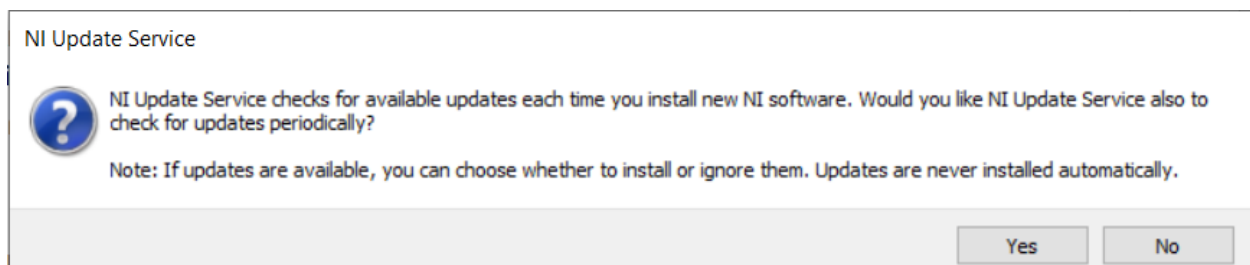 NI Update Service
NI Update Service checks for available updates each time you install new NI software. Would you like NI Update Service also to
check for updates periodically?
Note: If updates are available, you can choose whether to install or ignore them. Updates are never installed automatically.
Yes
No